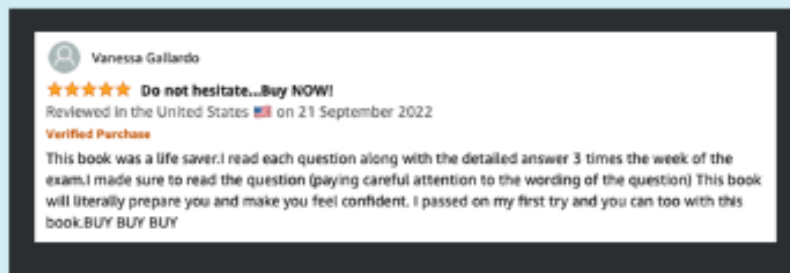 Vanessa Gallardo
Do not hesitate...Buy NOW!
Reviewed in the United States 🇺🇸 on 21 September 2022
Verified Purchase
This book was a life saver.I read each question along with the detailed answer 3 times the week of the
exam.I made sure to read the question (paying careful attention to the wording of the question) This book
will literally prepare you and make you feel confident. I passed on my first try and you can too with this
book.BUY BUY BUY